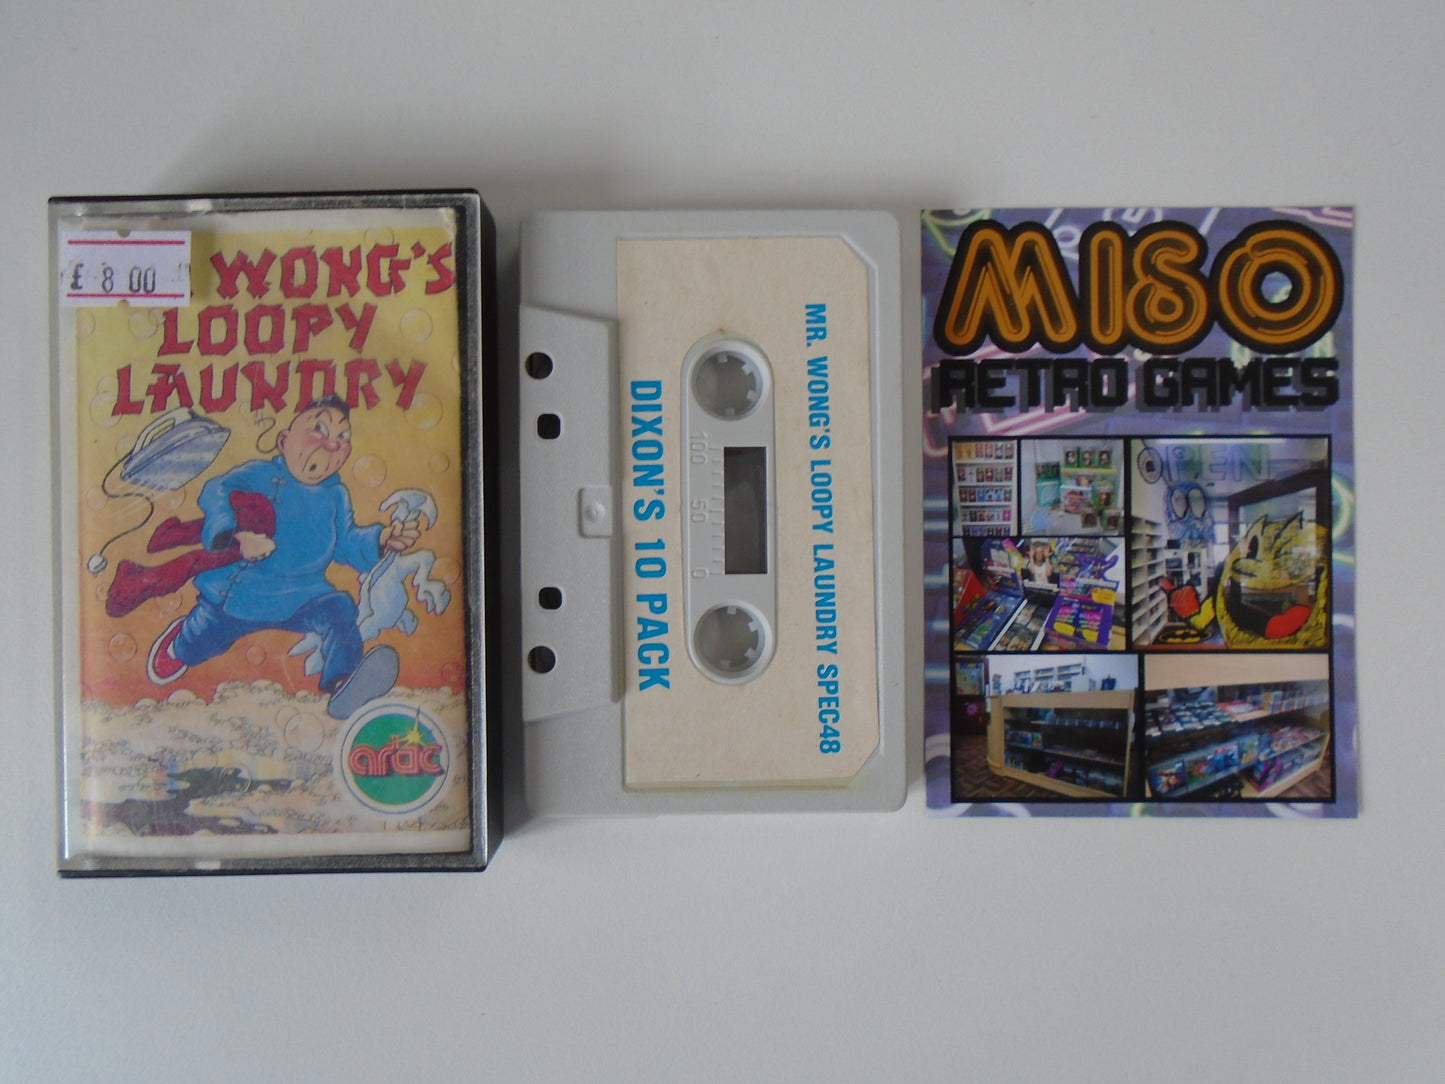 £ 8 00
WONG'S
LOOPY
LAUNDRY
artic
MR. WONG'S LOOPY LAUNDRY SPEC48
DIXON'S 10 PACK
100 50 0
MISO
RETRO GAMES
OPEN